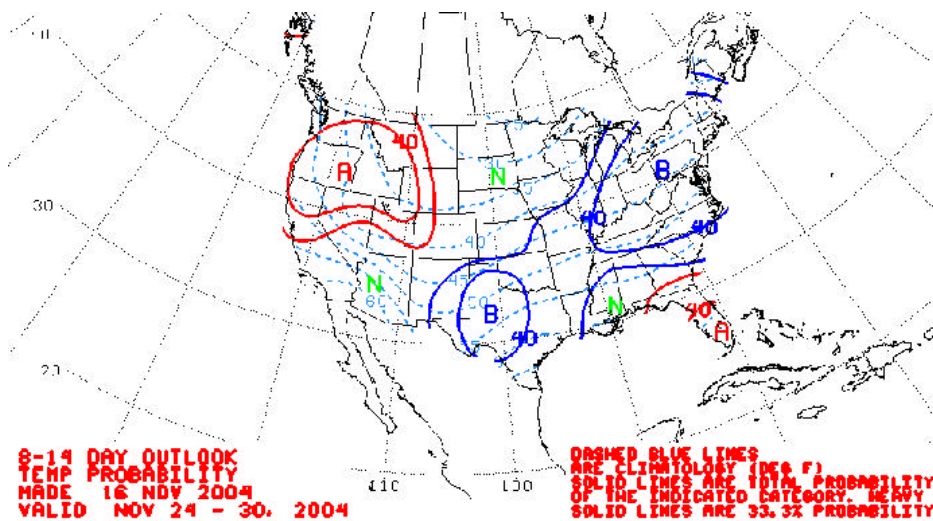 40
A
N
B
40
40
40
N
60
50
B
40
N
40
A
30
20
110
100
8-14 DAY OUTLOOK
TEMP PROBABILITY
MADE 16 NOV 2004
VALID NOV 24 - 30, 2004
DASHED BLUE LINES
ARE CLIMATOLOGY (DEG F)
SOLID LINES ARE TOTAL PROBABILITY
OF THE INDICATED CATEGORY. HEAVY
SOLID LINES ARE 33.3% PROBABILITY